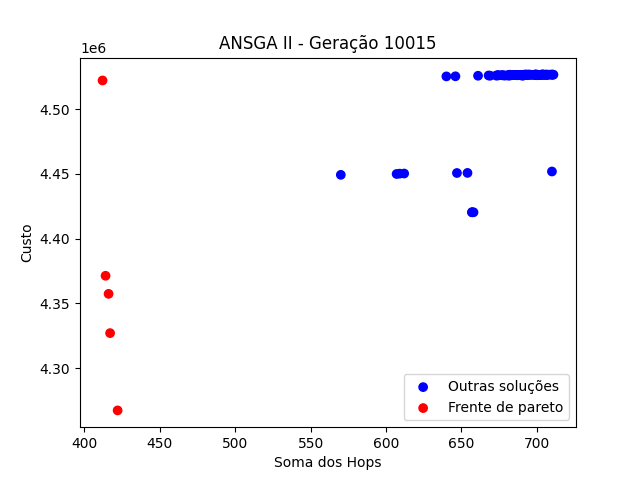 ANSGA II - Geração 10015
1e6
4.50
4.45
4.40
4.35
4.30
Custo
400 450 500 550 600 650 700
Soma dos Hops
Outras soluções
Frente de pareto